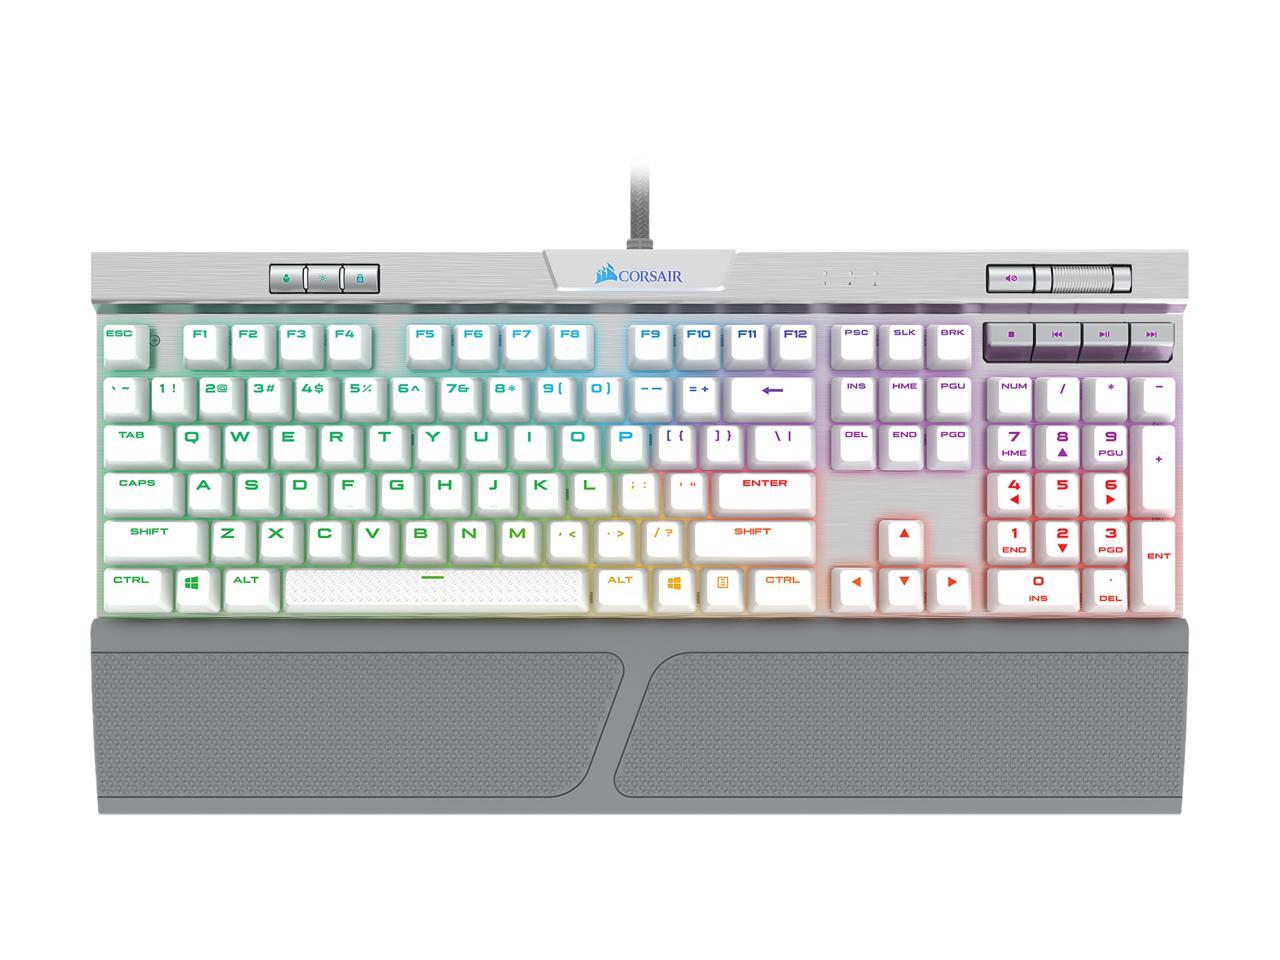 CORSAIR
ESC F1 F2 F3 F4 F5 F6 F7 F8 F9 F10 F11 F12 PSC SLK BRK
` ~ 1 ! 2 @ 3 # 4 $ 5 % 6 ^ 7 & 8 * 9 ( 0 ) - _ = + ← INS HME PGU NUM / * -
TAB Q W E R T Y U I O P [ { ] } \ | DEL END PGD 7 8 9 +
HME ▲ PGU
CAPS A S D F G H J K L ; : ' " ENTER 4 5 6
◀ ▶
SHIFT Z X C V B N M , < . > / ? SHIFT ▲ 1 2 3 ENT
END ▼ PGD
CTRL ALT ALT CTRL ◀ ▼ ▶ 0 .
INS DEL